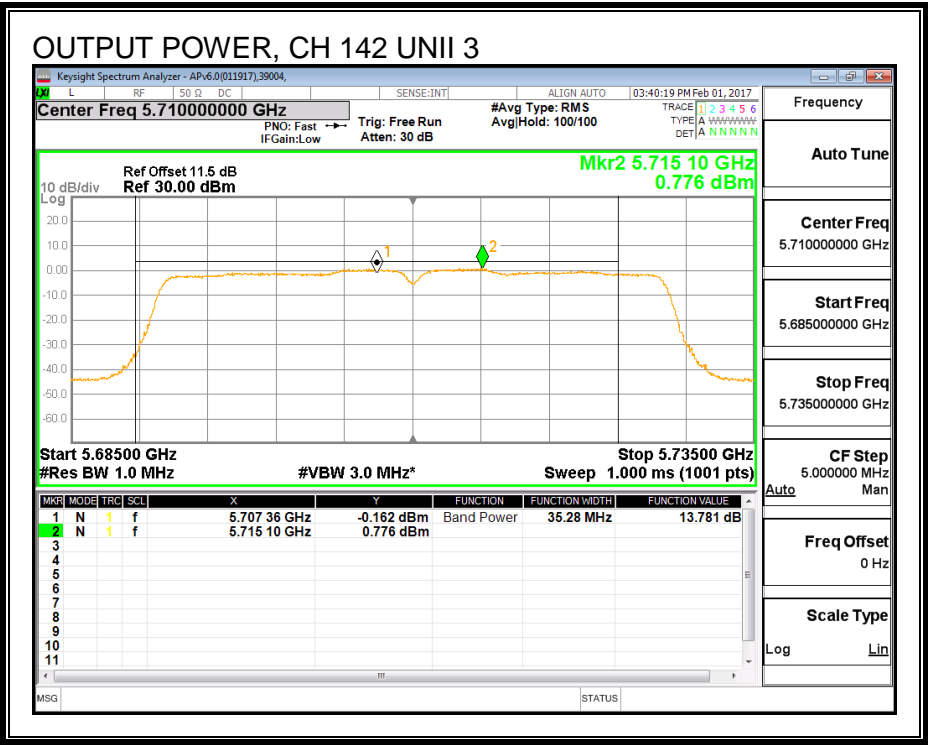 OUTPUT POWER, CH 142 UNII 3
Keysight Spectrum Analyzer - APv6.0(011917),39004,
LXI L RF 50 Ω DC SENSE:INT ALIGN AUTO 03:40:19 PM Feb 01, 2017
Center Freq 5.710000000 GHz
PNO: Fast
IFGain:Low
Trig: Free Run
Atten: 30 dB
#Avg Type: RMS
Avg|Hold: 100/100
TRACE 1 2 3 4 5 6
TYPE A WWWWW
DET A N N N N N
Mkr2 5.715 10 GHz
0.776 dBm
Ref Offset 11.5 dB
Ref 30.00 dBm
10 dB/div
Log
20.0
10.0
0.00
-10.0
-20.0
-30.0
-40.0
-50.0
-60.0
1
2
Start 5.68500 GHz Stop 5.73500 GHz
#Res BW 1.0 MHz #VBW 3.0 MHz* Sweep 1.000 ms (1001 pts)
MKR MODE TRC SCL X Y FUNCTION FUNCTION WIDTH FUNCTION VALUE
1 N 1 f 5.707 36 GHz -0.162 dBm Band Power 35.28 MHz 13.781 dB
2 N 1 f 5.715 10 GHz 0.776 dBm
3
4
5
6
7
8
9
10
11
MSG STATUS
Frequency
Auto Tune
Center Freq
5.710000000 GHz
Start Freq
5.685000000 GHz
Stop Freq
5.735000000 GHz
CF Step
5.000000 MHz
Auto Man
Freq Offset
0 Hz
Scale Type
Log Lin